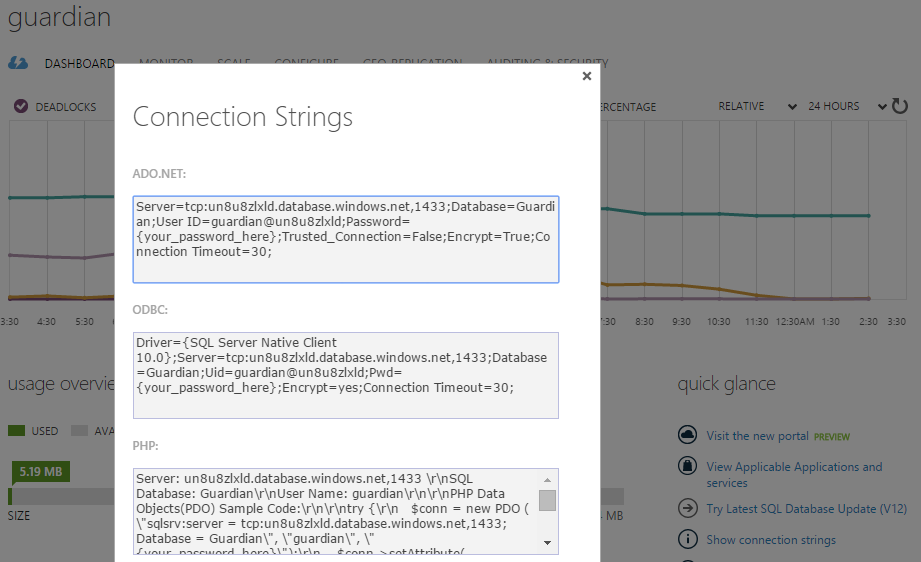 guardian
DASHBOARD MONITOR SCALE CONFIGURE GEO-REPLICATION AUDITING & SECURITY
DEADLOCKS
ERCENTAGE
RELATIVE
24 HOURS
Connection Strings
ADO.NET:
Server=tcp:un8u8zlxld.database.windows.net,1433;Database=Guardi
an;User ID=guardian@un8u8zlxld;Password=
{your_password_here};Trusted_Connection=False;Encrypt=True;Co
nnection Timeout=30;
ODBC:
Driver={SQL Server Native Client
10.0};Server=tcp:un8u8zlxld.database.windows.net,1433;Database
=Guardian;Uid=guardian@un8u8zlxld;Pwd=
{your_password_here};Encrypt=yes;Connection Timeout=30;
PHP:
Server: un8u8zlxld.database.windows.net,1433 \r\nSQL
Database: Guardian\r\nUser Name: guardian\r\n\r\nPHP Data
Objects(PDO) Sample Code:\r\n\r\ntry {\r\n   $conn = new PDO (
\"sqlsrv:server = tcp:un8u8zlxld.database.windows.net,1433;
Database = Guardian\", \"guardian\", \"
{your_password_here}\");\r\n    $conn->setAttribute(
3:30 4:30 5:30 6
7:30 8:30 9:30 10:30 11:30 12:30AM 1:30 2:30 3:30
usage overvie
USED
AVA
5.19 MB
SIZE
MB
quick glance
Visit the new portal PREVIEW
View Applicable Applications and
services
Try Latest SQL Database Update (V12)
Show connection strings